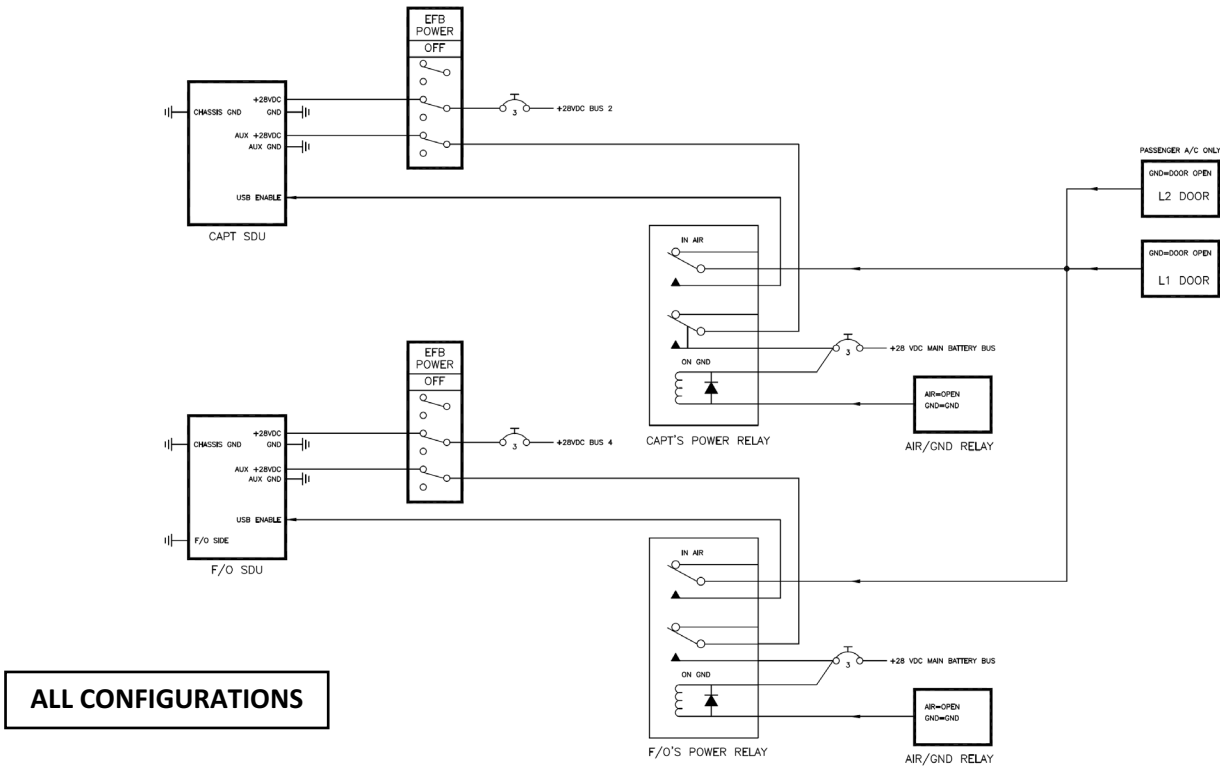 EFB
POWER
OFF
+28VDC
CHASSIS GND
GND
AUX +28VDC
AUX GND
USB ENABLE
CAPT SDU
3
+28VDC BUS 2
PASSENGER A/C ONLY
GND=DOOR OPEN
L2 DOOR
GND=DOOR OPEN
L1 DOOR
IN AIR
ON GND
3
+28 VDC MAIN BATTERY BUS
AIR=OPEN
GND=GND
CAPT'S POWER RELAY
AIR/GND RELAY
EFB
POWER
OFF
+28VDC
CHASSIS GND
GND
AUX +28VDC
AUX GND
USB ENABLE
F/O SIDE
F/O SDU
3
+28VDC BUS 4
IN AIR
ON GND
3
+28 VDC MAIN BATTERY BUS
AIR=OPEN
GND=GND
F/O'S POWER RELAY
AIR/GND RELAY
ALL CONFIGURATIONS